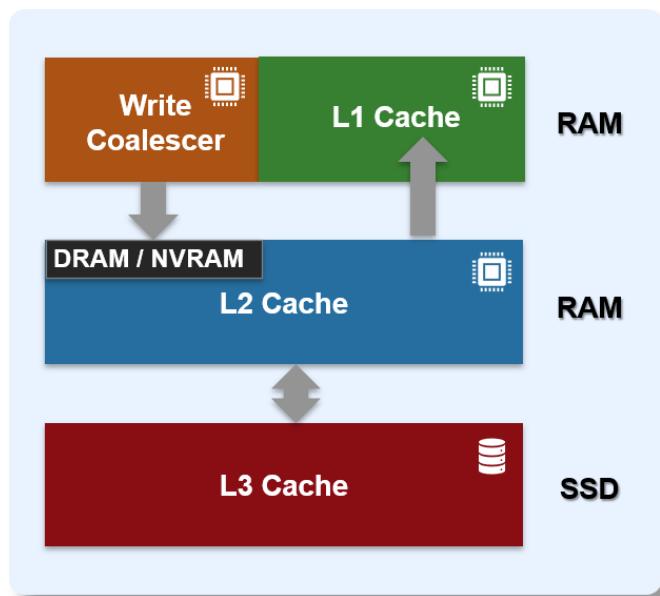 Write
Coalescer
L1 Cache
RAM
DRAM / NVRAM
L2 Cache
RAM
L3 Cache
SSD